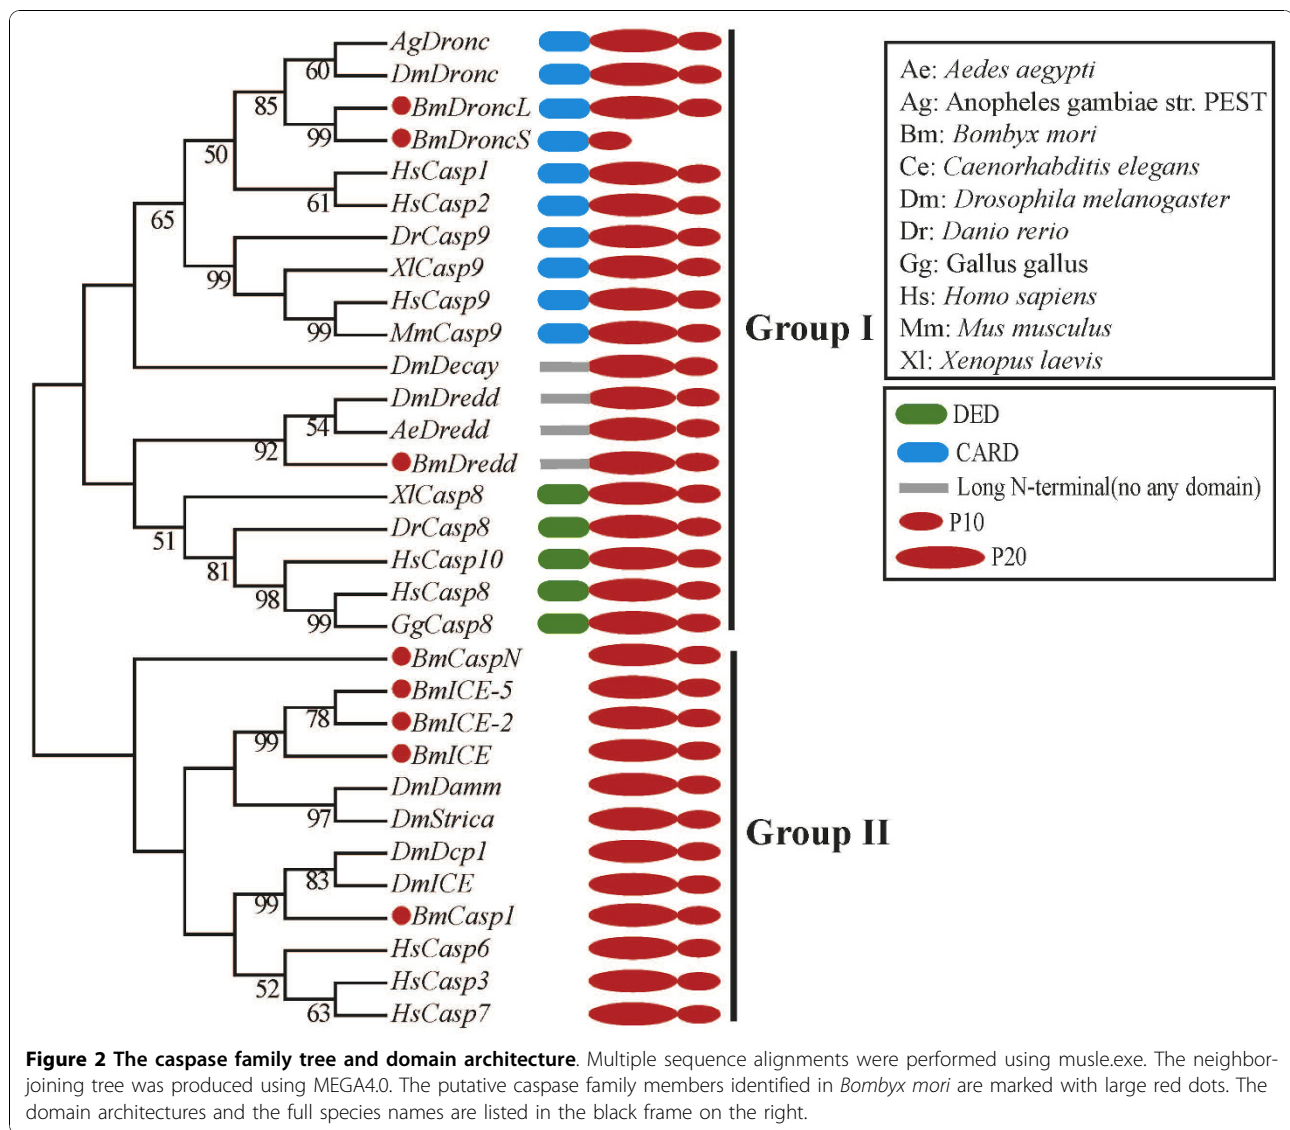 AgDronc
60
DmDronc
85
BmDroncL
99
BmDroncS
50
HsCasp1
61
HsCasp2
65
DrCasp9
99
XlCasp9
HsCasp9
99
MmCasp9
DmDecay
DmDredd
54
AeDredd
92
BmDredd
XlCasp8
51
DrCasp8
81
HsCasp10
98
HsCasp8
99
GgCasp8
Group I
BmCaspN
BmICE-5
78
BmICE-2
99
BmICE
DmDamm
97
DmStrica
DmDcp1
83
DmICE
99
BmCasp1
HsCasp6
52
HsCasp3
63
HsCasp7
Group II
Ae: Aedes aegypti
Ag: Anopheles gambiae str. PEST
Bm: Bombyx mori
Ce: Caenorhabditis elegans
Dm: Drosophila melanogaster
Dr: Danio rerio
Gg: Gallus gallus
Hs: Homo sapiens
Mm: Mus musculus
Xl: Xenopus laevis
DED
CARD
Long N-terminal(no any domain)
P10
P20
Figure 2 The caspase family tree and domain architecture. Multiple sequence alignments were performed using musle.exe. The neighbor-
joining tree was produced using MEGA4.0. The putative caspase family members identified in Bombyx mori are marked with large red dots. The
domain architectures and the full species names are listed in the black frame on the right.